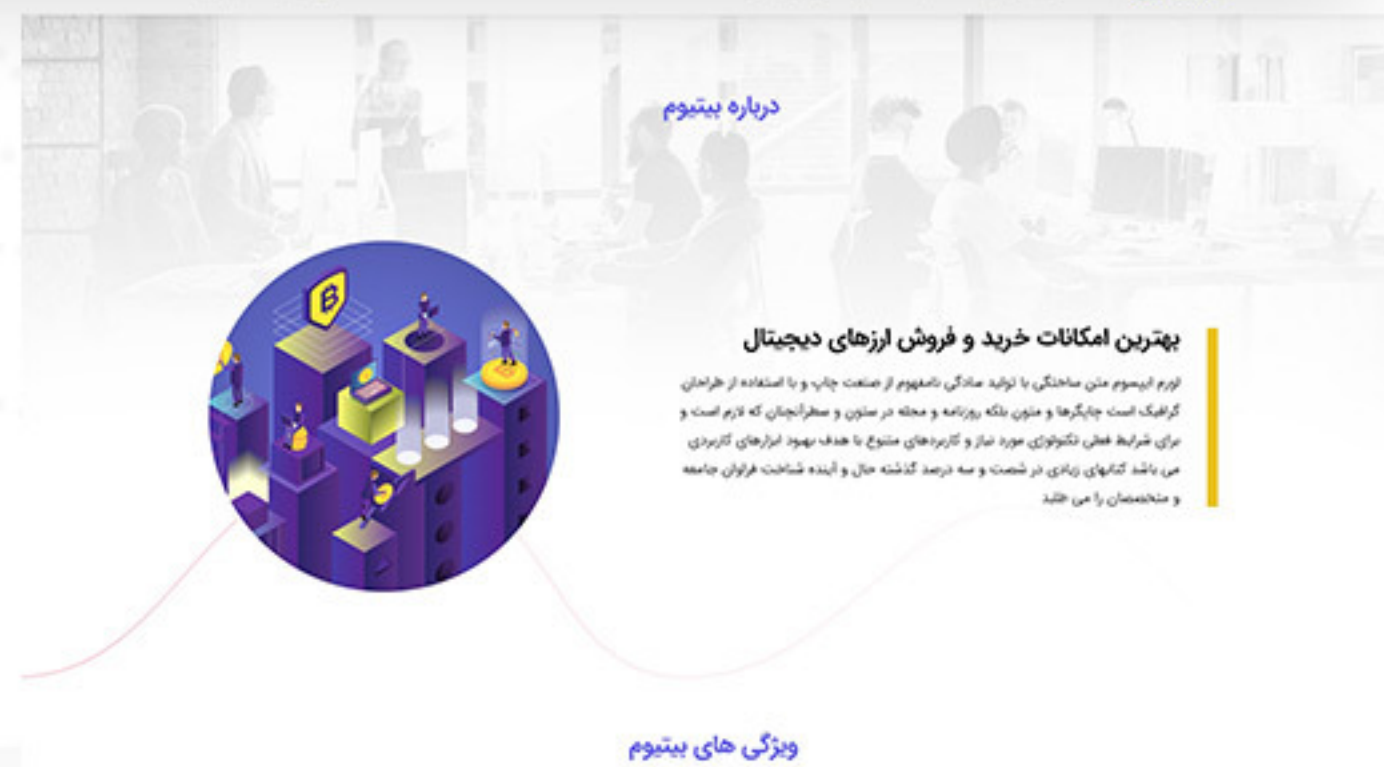 درباره بیتیوم
بهترین امکانات خرید و فروش ارزهای دیجیتال
لورم ایپسوم متن ساختگی با تولید سادگی نامفهوم از صنعت چاپ و با استفاده از طراحان
گرافیک است چاپگرها و متون بلکه روزنامه و مجله در ستون و سطرآنچنان که لازم است و
برای شرایط فعلی تکنولوژی مورد نیاز و کاربردهای متنوع با هدف بهبود ابزارهای کاربردی
می باشد کتابهای زیادی در شصت و سه درصد گذشته حال و آینده شناخت فراوان جامعه
و متخصصان را می طلبد
ویژگی های بیتیوم